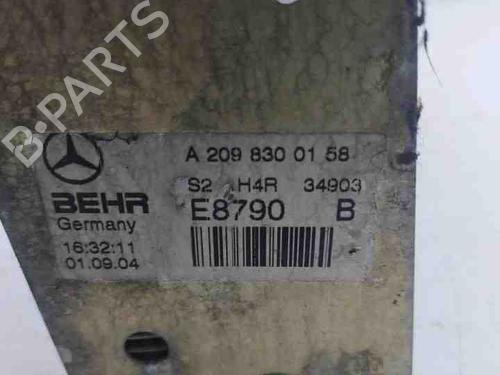 B-PARTS
A 209 830 01 58
S2 H4R 34903
BEHR
E8790 B
Germany
16:32:11
01.09.04